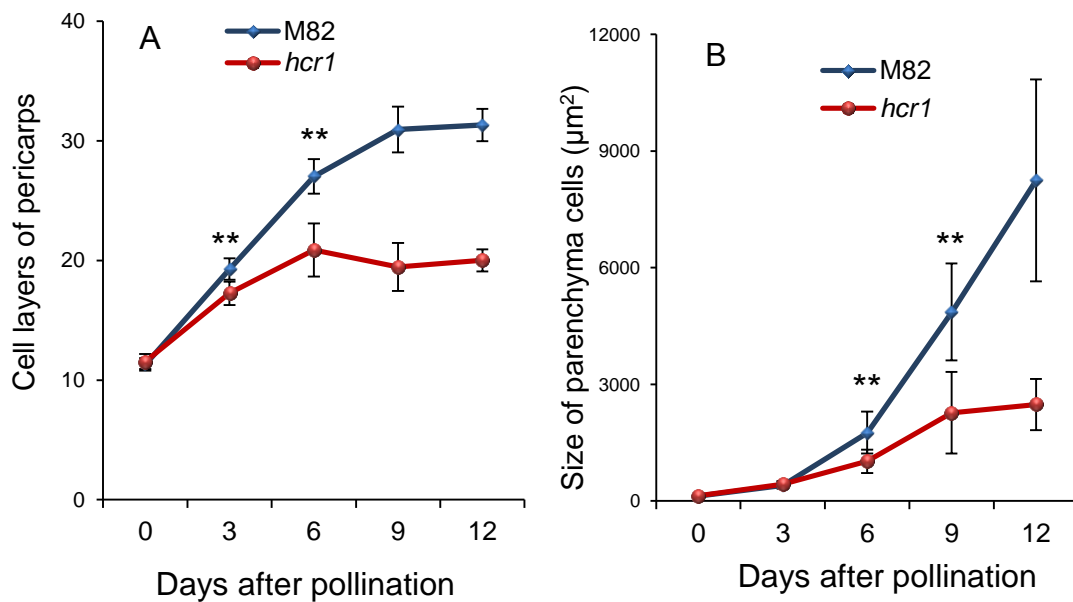 A
M82
hcr1
Cell layers of pericarps
40
30
20
10
0
**
**
0 3 6 9 12
Days after pollination
B
M82
hcr1
Size of parenchyma cells (µm²)
12000
9000
6000
3000
0
**
**
0 3 6 9 12
Days after pollination